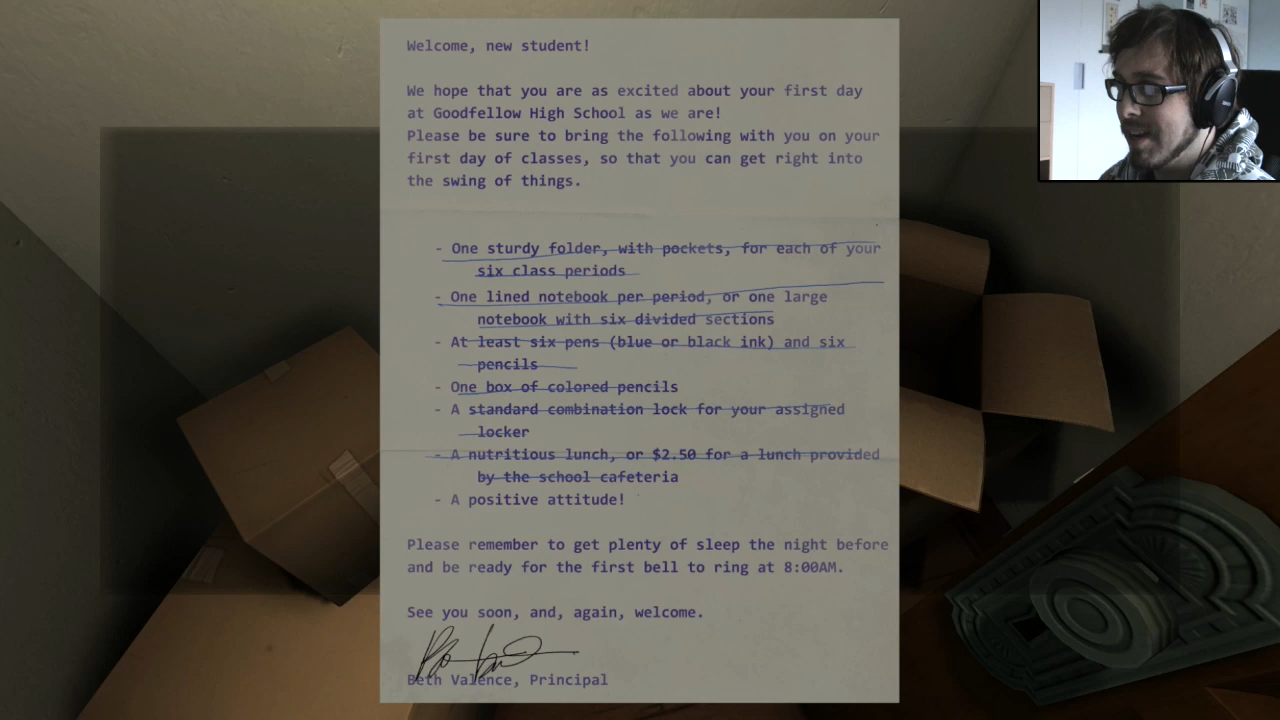 Welcome, new student!
We hope that you are as excited about your first day
at Goodfellow High School as we are!
Please be sure to bring the following with you on your
first day of classes, so that you can get right into
the swing of things.
- One sturdy folder, with pockets, for each of your
six class periods
- One lined notebook per period, or one large
notebook with six divided sections
- At least six pens (blue or black ink) and six
pencils
- One box of colored pencils
- A standard combination lock for your assigned
locker
- A nutritious lunch, or $2.50 for a lunch provided
by the school cafeteria
- A positive attitude!
Please remember to get plenty of sleep the night before
and be ready for the first bell to ring at 8:00AM.
See you soon, and, again, welcome.
Beth Valence, Principal